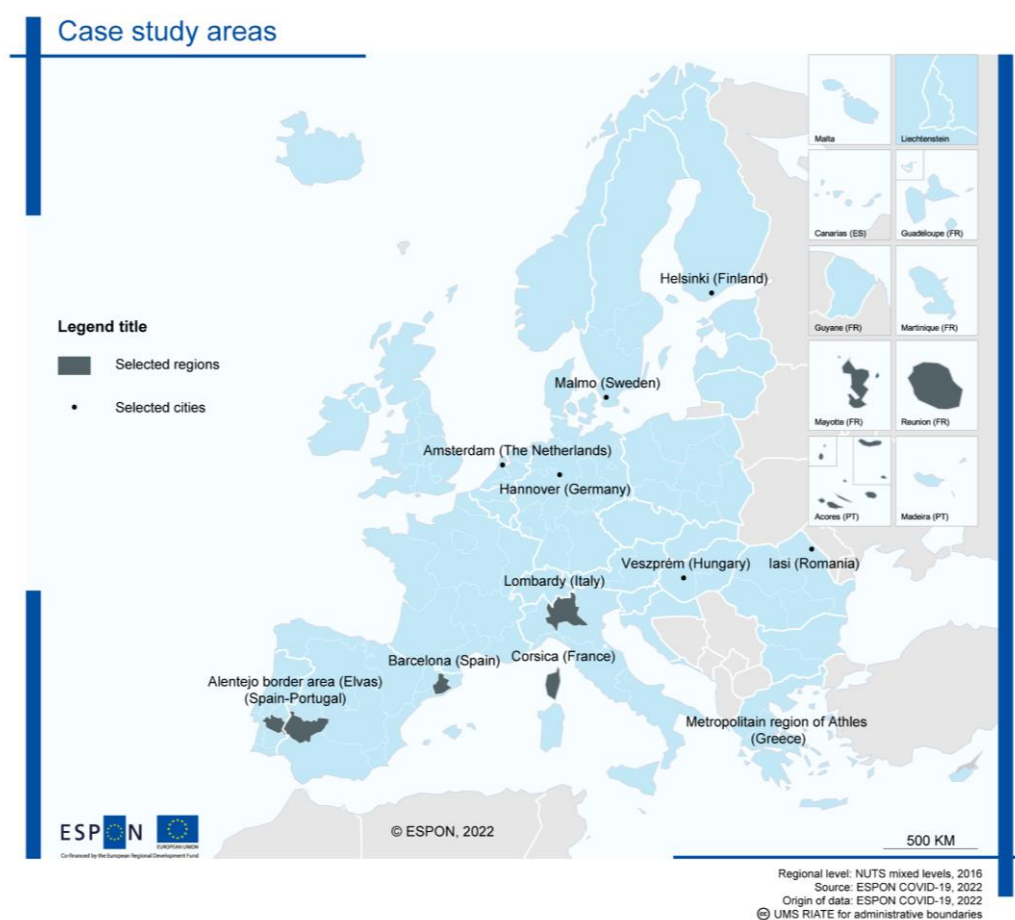 Case study areas
Malta
Liechtenstein
Canarias (ES)
Guadeloupe (FR)
Helsinki (Finland)
Guyane (FR)
Martinique (FR)
Legend title
Selected regions
Selected cities
Malmo (Sweden)
Mayotte (FR)
Reunion (FR)
Amsterdam (The Netherlands)
Hannover (Germany)
Acores (PT)
Madeira (PT)
Veszprém (Hungary)
Iasi (Romania)
Lombardy (Italy)
Barcelona (Spain)
Corsica (France)
Alentejo border area (Elvas)
(Spain-Portugal)
Metropolitain region of Athles
(Greece)
ESPON
EUROPEAN UNION
Co-financed by the European Regional Development Fund
© ESPON, 2022
500 KM
Regional level: NUTS mixed levels, 2016
Source: ESPON COVID-19, 2022
Origin of data: ESPON COVID-19, 2022
UMS RIATE for administrative boundaries